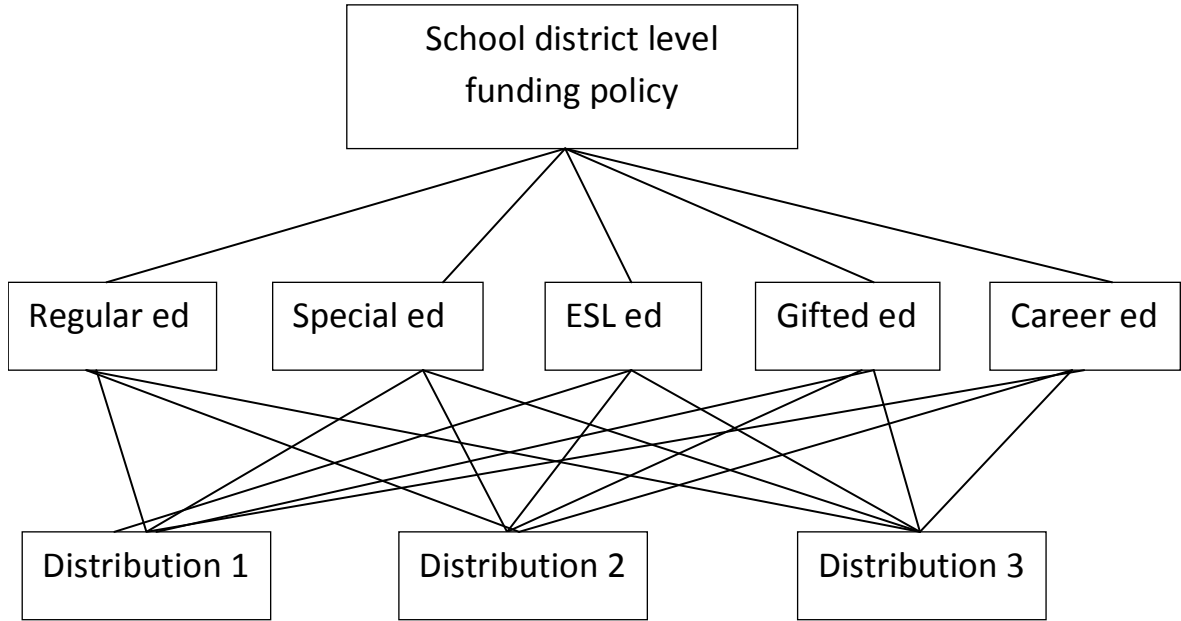 School district level
funding policy
Regular ed
Special ed
ESL ed
Gifted ed
Career ed
Distribution 1
Distribution 2
Distribution 3